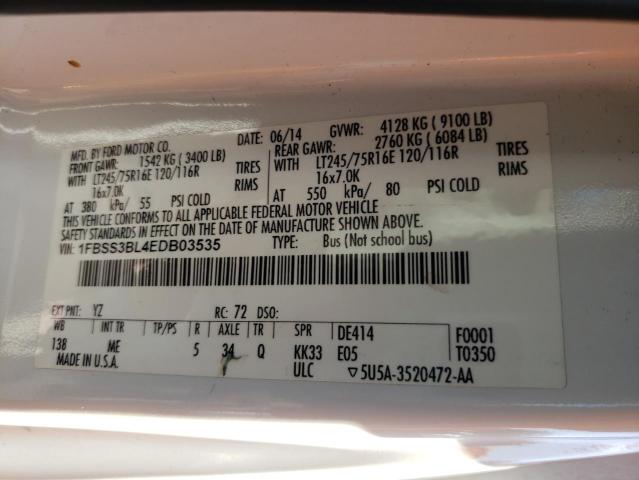 MFD. BY FORD MOTOR CO. DATE: 06/14 GVWR: 4128 KG ( 9100 LB)
FRONT GAWR: 1542 KG ( 3400 LB) REAR GAWR: 2760 KG ( 6084 LB)
WITH LT245/75R16E 120/116R TIRES WITH LT245/75R16E 120/116R TIRES
16x7.0K RIMS 16x7.0K RIMS
AT 380 kPa/ 55 PSI COLD AT 550 kPa/ 80 PSI COLD
THIS VEHICLE CONFORMS TO ALL APPLICABLE FEDERAL MOTOR VEHICLE
SAFETY STANDARDS IN EFFECT ON THE DATE OF MANUFACTURE SHOWN ABOVE.
VIN: 1FBSS3BL4EDB03535 TYPE: Bus (Not school Bus)
EXT PNT: YZ RC: 72 DSO:
WB INT TR TP/PS R AXLE TR SPR DE414 F0001
138 ME 5 34 Q KK33 E05 T0350
MADE IN U.S.A. ULC ▽5U5A-3520472-AA